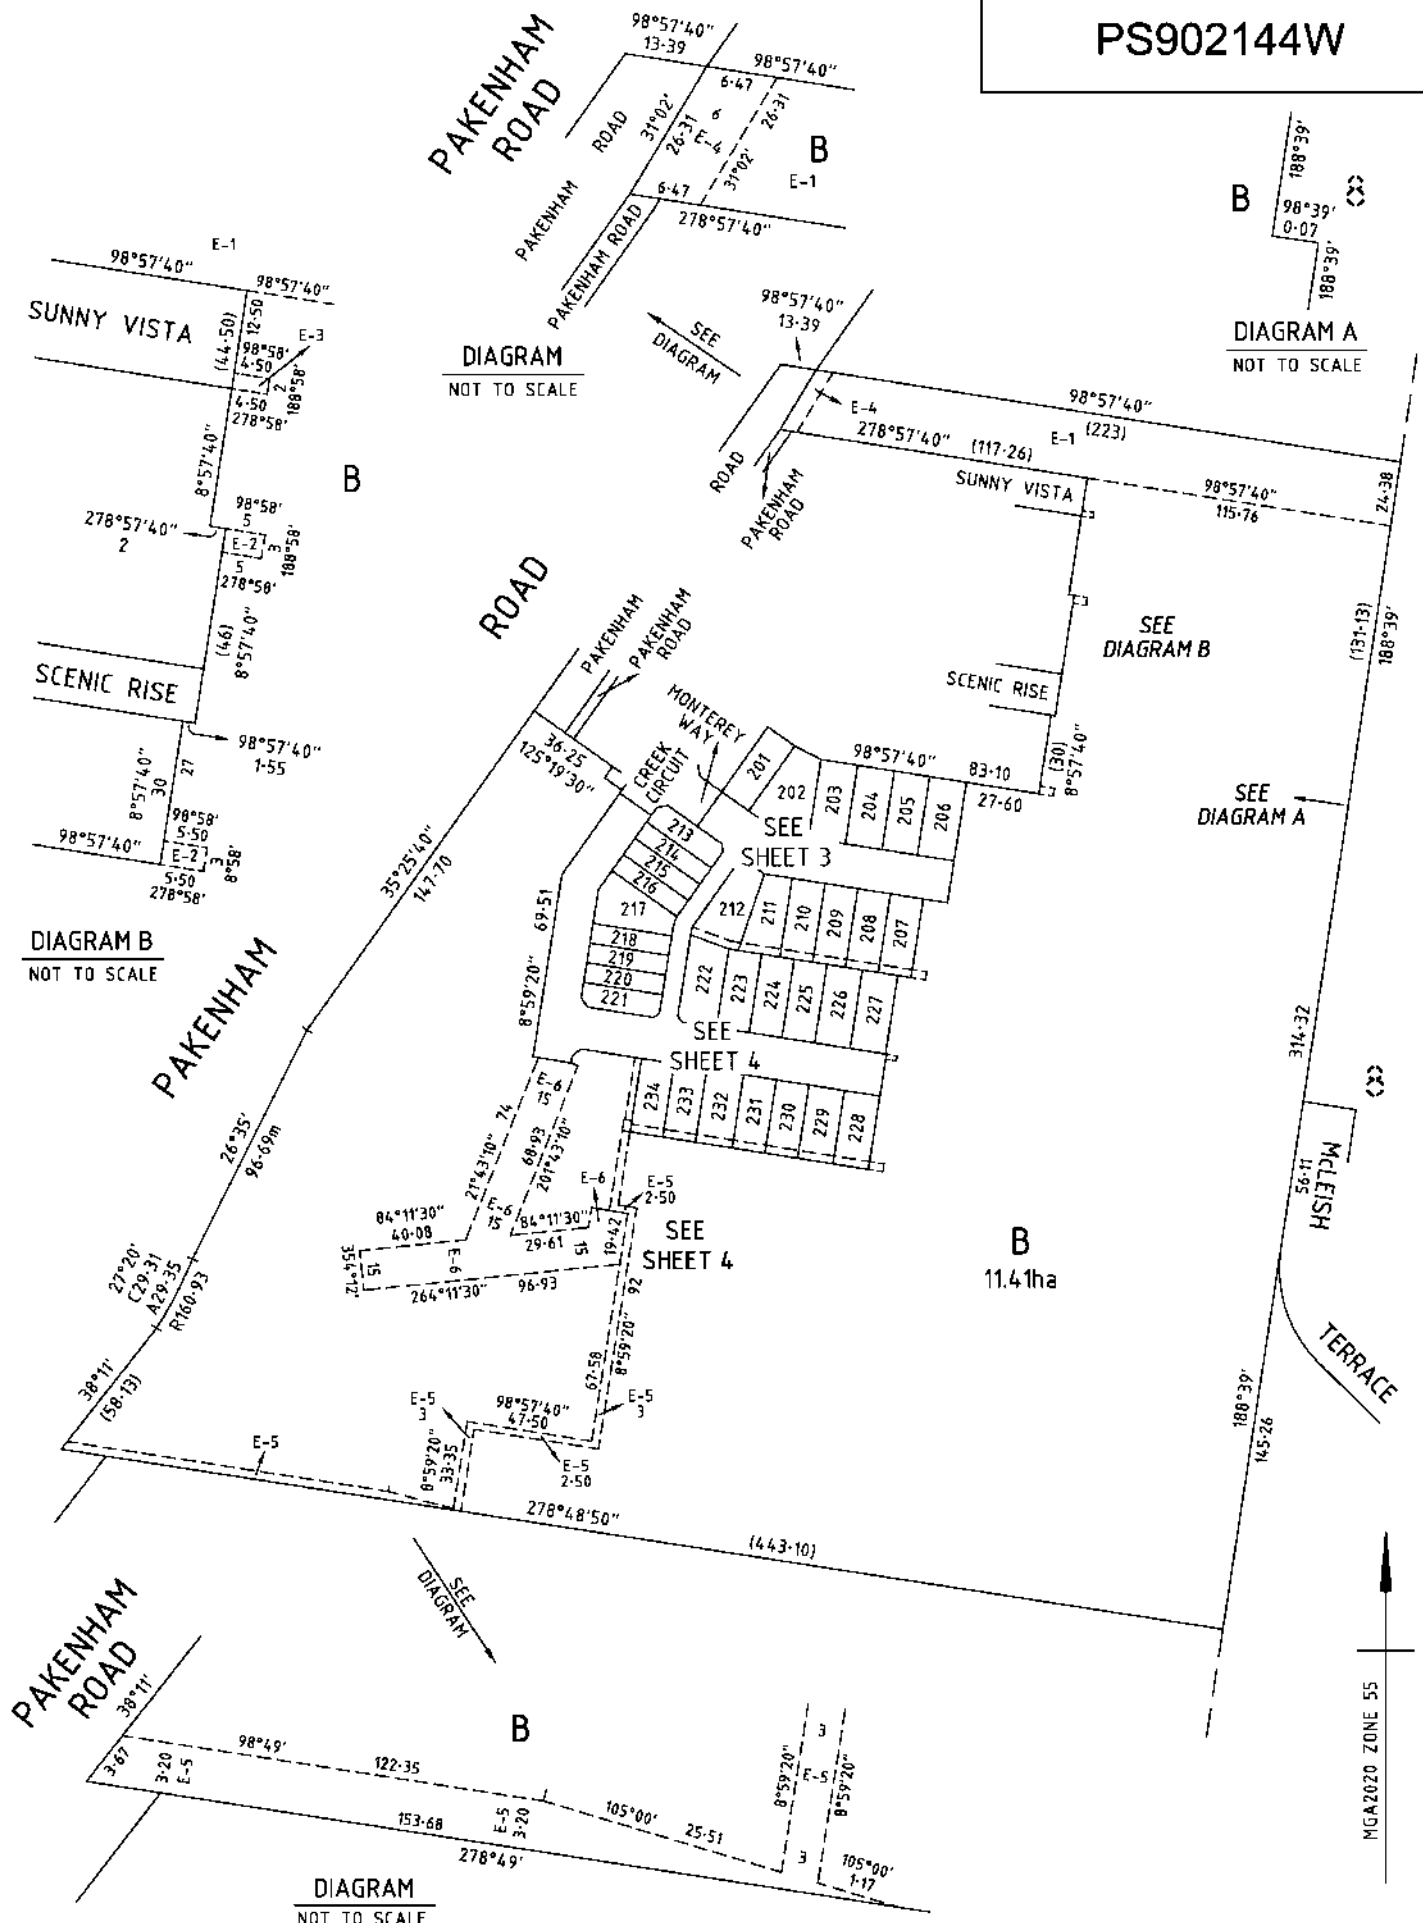 PS902144W
PAKENHAM
ROAD
98°57'40"
13·39
98°57'40"
6·47
ROAD
31°02'
26·31
6
E-4
26·31
31°02'
B
E-1
PAKENHAM
6·47
278°57'40"
PAKENHAM ROAD
DIAGRAM
NOT TO SCALE
188°39'
B
98°39'
0·07
188°39'
8
DIAGRAM A
NOT TO SCALE
E-1
98°57'40"
98°57'40"
SUNNY VISTA
(44·50)
12·50
E-3
98°58'
4·50
2
188°58'
4·50
278°58'
8°57'40"
B
278°57'40"
2
98°58'
5
E-2
3
188°58'
5
278°58'
(46)
8°57'40"
SCENIC RISE
98°57'40"
1·55
8°57'40"
30
27
98°58'
5·50
98°57'40"
E-2
3
8°58'
5·50
278°58'
DIAGRAM B
NOT TO SCALE
SEE
DIAGRAM
98°57'40"
13·39
E-4
98°57'40"
(223)
E-1
278°57'40"
(117·26)
ROAD
PAKENHAM
ROAD
SUNNY VISTA
98°57'40"
115·76
24·38
ROAD
PAKENHAM
PAKENHAM
ROAD
SEE
DIAGRAM B
(131·13)
188°39'
SCENIC RISE
MONTEREY
WAY
CREEK
CIRCUIT
36·25
125°19'30"
98°57'40"
83·10
27·60
(30)
8°57'40"
SEE
DIAGRAM A
201
202
203
204
205
206
SEE
SHEET 3
213
214
215
216
217
218
219
220
221
212
211
210
209
208
207
222
223
224
225
226
227
SEE
SHEET 4
234
233
232
231
230
229
228
35°25'40"
147·70
69·51
8°59'20"
PAKENHAM
26°35'
96·69m
27°20'
C29·31
A29·35
R160·93
38°11'
(58·13)
E-6
15
74
21°43'10"
68·93
201°43'10"
E-6
15
84°11'30"
40·08
354°12'
15
E-6
84°11'30"
29·61
15
264°11'30"
96·93
E-6
E-5
2·50
19·42
SEE
SHEET 4
92
8°59'20"
67·58
E-5
3
98°57'40"
47·50
E-5
3
E-5
2·50
8°59'20"
33·35
E-5
278°48'50"
(443·10)
B
11.41ha
314·32
8
McLEISH
56·11
TERRACE
188°39'
145·26
SEE
DIAGRAM
PAKENHAM
ROAD
38°11'
3·67
3·20
E-5
98°49'
122·35
B
153·68
278°49'
E-5
3·20
105°00'
25·51
8°59'20"
3
E-5
8°59'20"
3
105°00'
1·17
DIAGRAM
NOT TO SCALE
MGA2020 ZONE 55